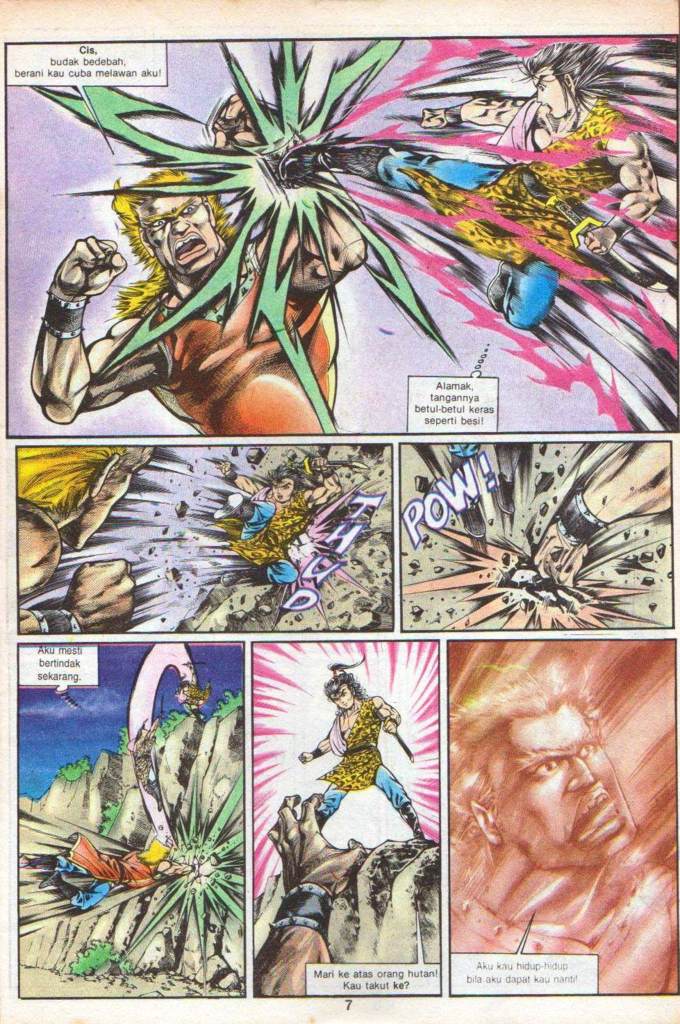 Cis,
budak bedebah,
berani kau cuba melawan aku!
Alamak,
tangannya
betul-betul keras
seperti besi!
THUD
POW!
Aku mesti
bertindak
sekarang.
Mari ke atas orang hutan!
Kau takut ke?
Aku kau hidup-hidup
bila aku dapat kau nanti!
7